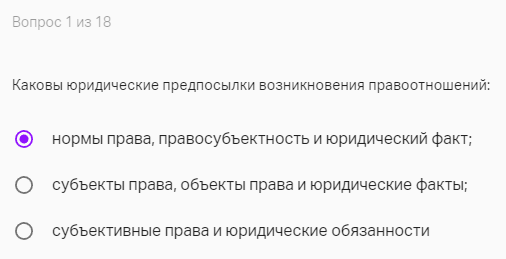 Вопрос 1 из 18
Каковы юридические предпосылки возникновения правоотношений:
нормы права, правосубъектность и юридический факт;
субъекты права, объекты права и юридические факты;
субъективные права и юридические обязанности